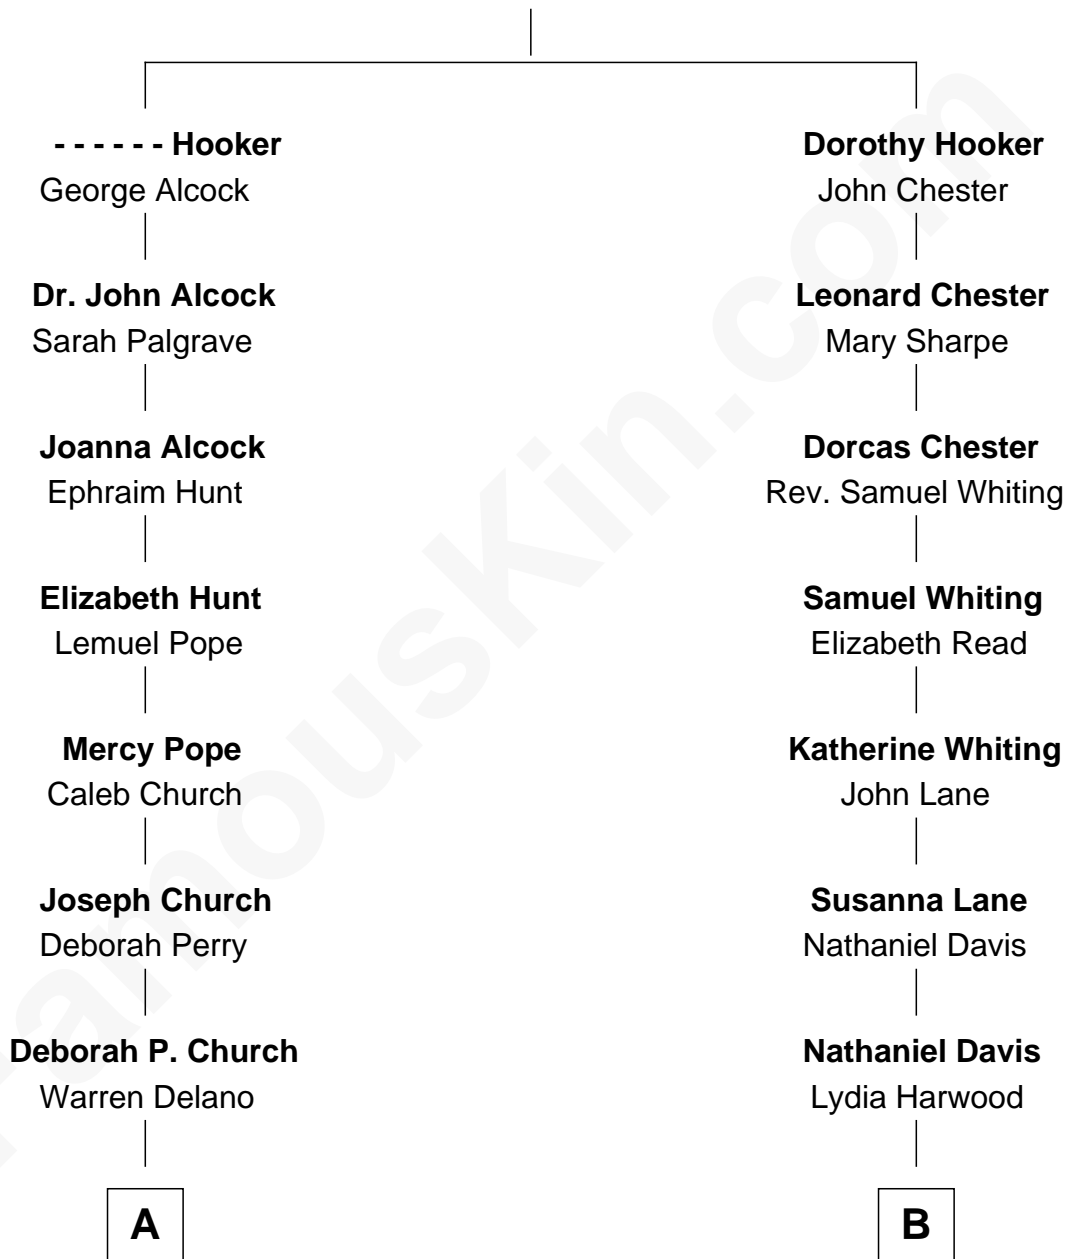 - - - - - - Hooker
George Alcock
Dr. John Alcock
Sarah Palgrave
Joanna Alcock
Ephraim Hunt
Elizabeth Hunt
Lemuel Pope
Mercy Pope
Caleb Church
Joseph Church
Deborah Perry
Deborah P. Church
Warren Delano
A
Dorothy Hooker
John Chester
Leonard Chester
Mary Sharpe
Dorcas Chester
Rev. Samuel Whiting
Samuel Whiting
Elizabeth Read
Katherine Whiting
John Lane
Susanna Lane
Nathaniel Davis
Nathaniel Davis
Lydia Harwood
B
FamousKin.com